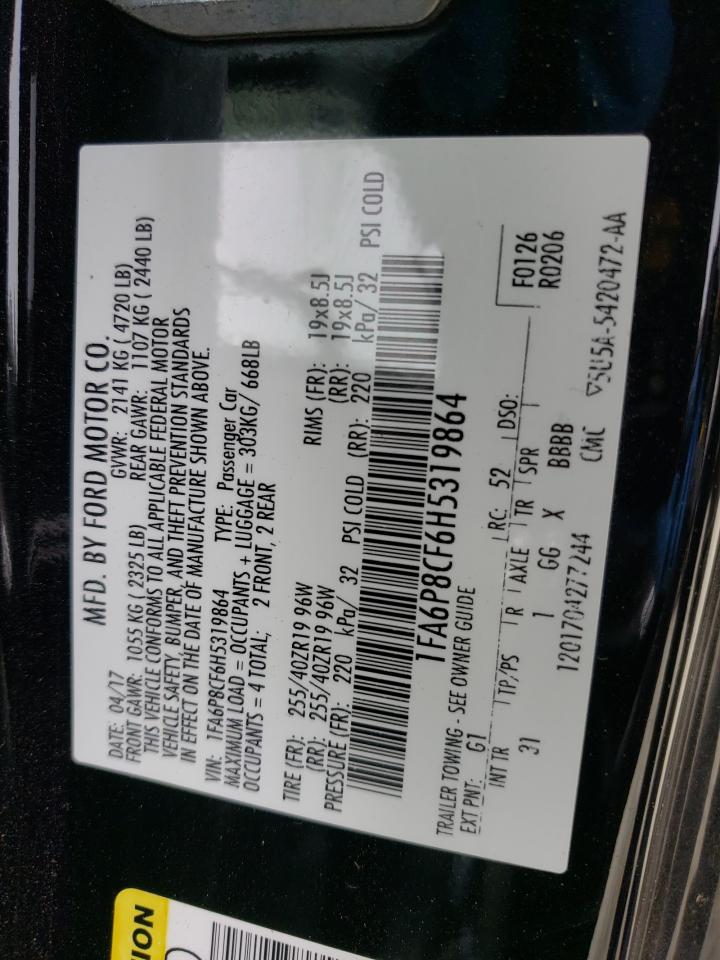 MFD. BY FORD MOTOR CO.
DATE: 04/17 GVWR: 2141 KG ( 4720 LB)
FRONT GAWR: 1055 KG ( 2325 LB) REAR GAWR: 1107 KG ( 2440 LB)
THIS VEHICLE CONFORMS TO ALL APPLICABLE FEDERAL MOTOR
VEHICLE SAFETY, BUMPER, AND THEFT PREVENTION STANDARDS
IN EFFECT ON THE DATE OF MANUFACTURE SHOWN ABOVE.
VIN: 1FA6P8CF6H5319864 TYPE: Passenger Car
MAXIMUM LOAD = OCCUPANTS + LUGGAGE = 303KG/ 668LB
OCCUPANTS = 4 TOTAL; 2 FRONT, 2 REAR
TIRE (FR): 255/40ZR19 96W RIMS (FR): 19x8.5J
(RR): 255/40ZR19 96W (RR): 19x8.5J
PRESSURE (FR): 220 kPa/ 32 PSI COLD (RR): 220 kPa/ 32 PSI COLD
1FA6P8CF6H5319864
TRAILER TOWING - SEE OWNER GUIDE
EXT PNT: G1 RC: 52 DSO: F0126
R0206
INT TR TP/PS R AXLE TR SPR
31 I GG X BBBB
1201704277244 CMC 5U5A-5420472-AA
ION